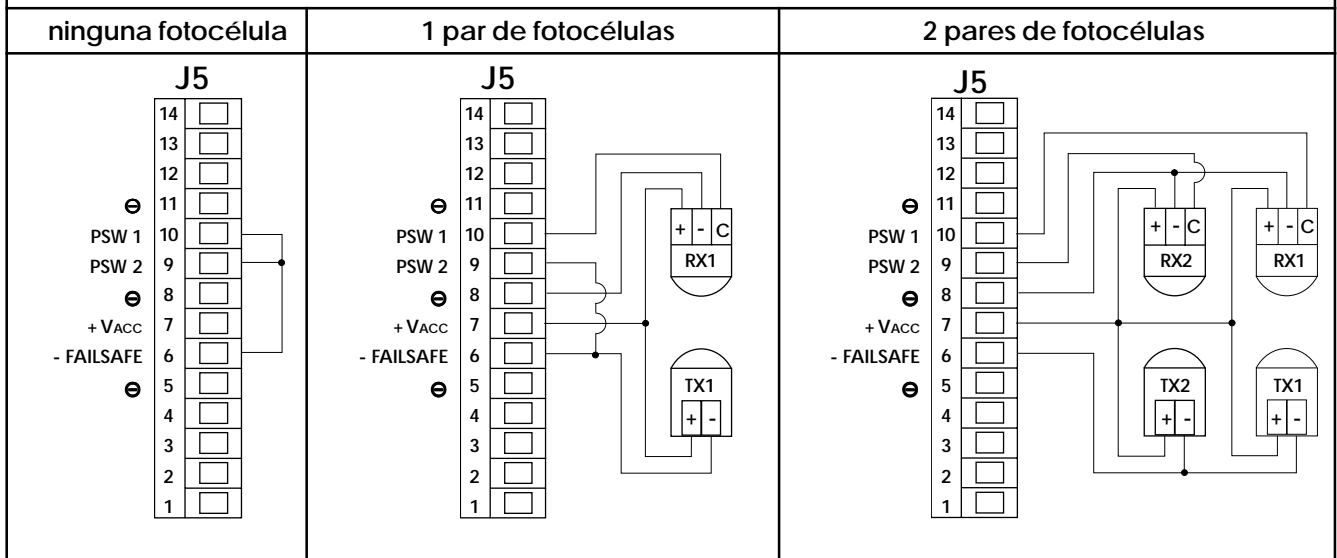 ninguna fotocélula
1 par de fotocélulas
2 pares de fotocélulas
J5
14
13
12
⊖ 11
PSW 1 10
PSW 2 9
⊖ 8
+ VACC 7
- FAILSAFE 6
⊖ 5
4
3
2
1
J5
14
13
12
⊖ 11
PSW 1 10
PSW 2 9
⊖ 8
+ VACC 7
- FAILSAFE 6
⊖ 5
4
3
2
1
+ - C
RX1
TX1
+ -
J5
14
13
12
⊖ 11
PSW 1 10
PSW 2 9
⊖ 8
+ VACC 7
- FAILSAFE 6
⊖ 5
4
3
2
1
+ - C
RX2
+ - C
RX1
TX2
+ -
TX1
+ -